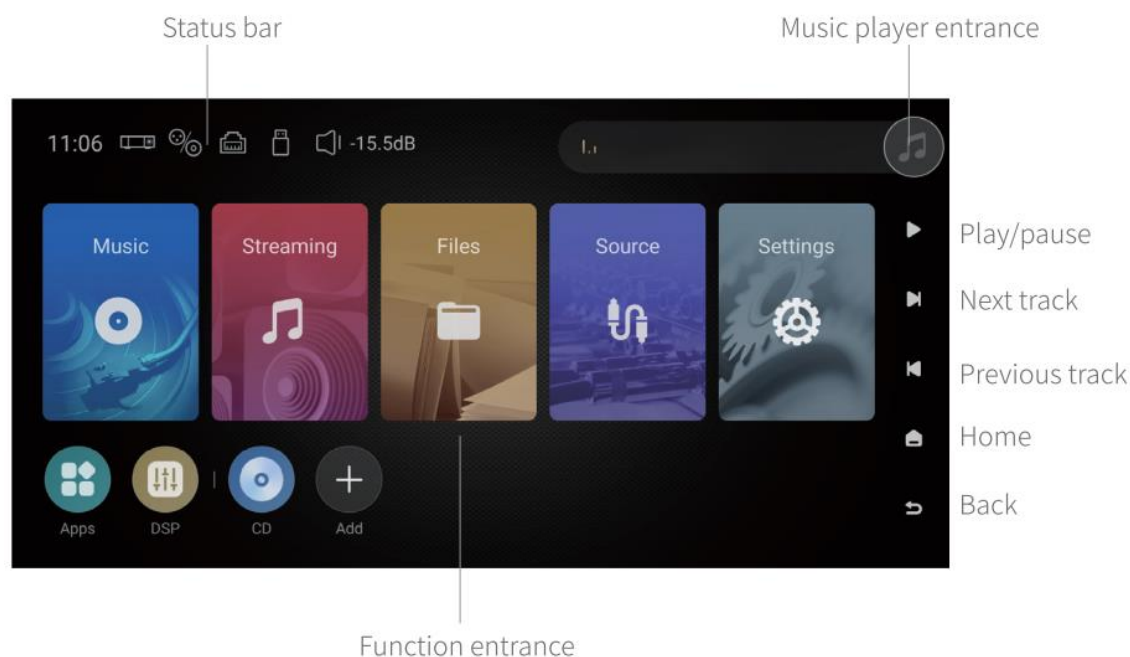 Status bar
Music player entrance
11:06
-15.5dB
Music
Streaming
Files
Source
Settings
Play/pause
Next track
Previous track
Home
Back
Apps
DSP
CD
Add
Function entrance